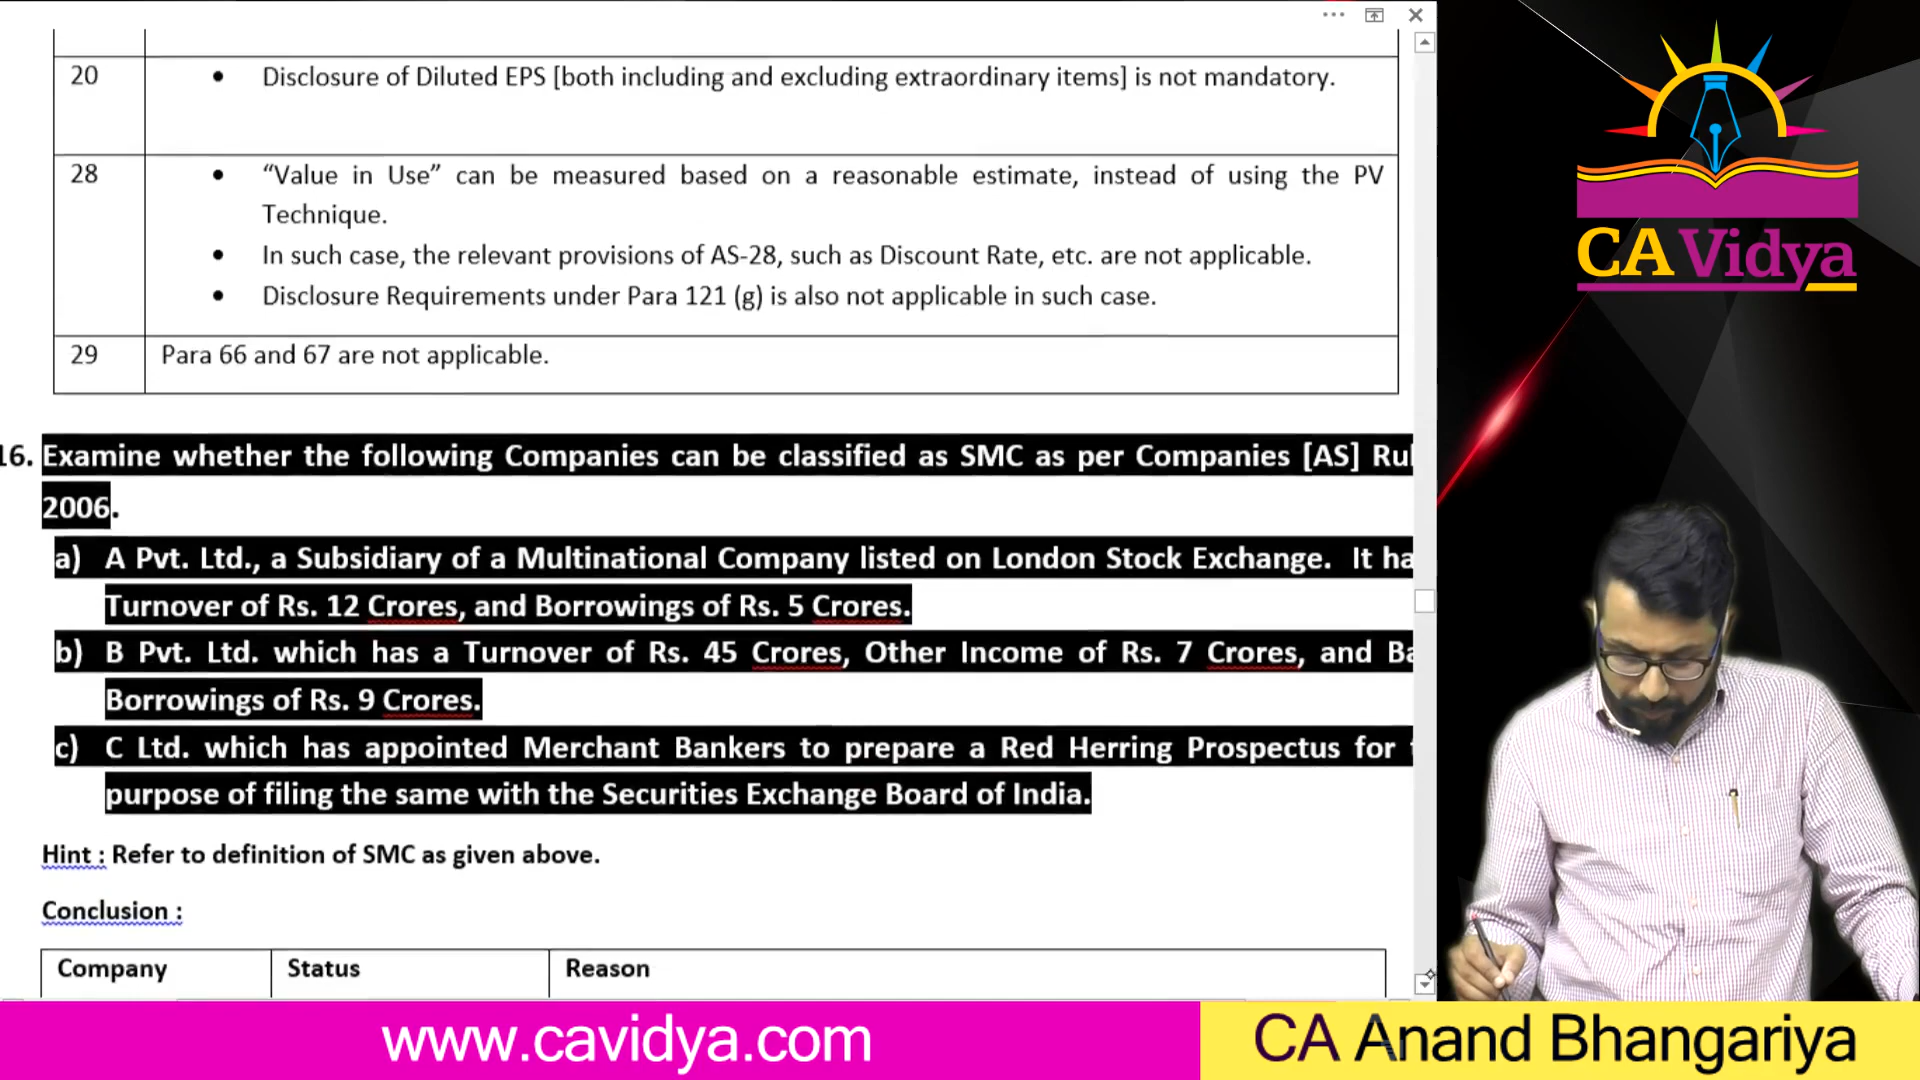 20
• Disclosure of Diluted EPS [both including and excluding extraordinary items] is not mandatory.
28
• “Value in Use” can be measured based on a reasonable estimate, instead of using the PV
Technique.
• In such case, the relevant provisions of AS-28, such as Discount Rate, etc. are not applicable.
• Disclosure Requirements under Para 121 (g) is also not applicable in such case.
29
Para 66 and 67 are not applicable.
16. Examine whether the following Companies can be classified as SMC as per Companies [AS]
2006.
a) A Pvt. Ltd., a Subsidiary of a Multinational Company listed on London Stock Exchange. It
Turnover of Rs. 12 Crores, and Borrowings of Rs. 5 Crores.
b) B Pvt. Ltd. which has a Turnover of Rs. 45 Crores, Other Income of Rs. 7 Crores, and
Borrowings of Rs. 9 Crores.
c) C Ltd. which has appointed Merchant Bankers to prepare a Red Herring Prospectus for
purpose of filing the same with the Securities Exchange Board of India.
Hint : Refer to definition of SMC as given above.
Conclusion :
Company Status Reason
CA Vidya
www.cavidya.com
CA Anand Bhangariya